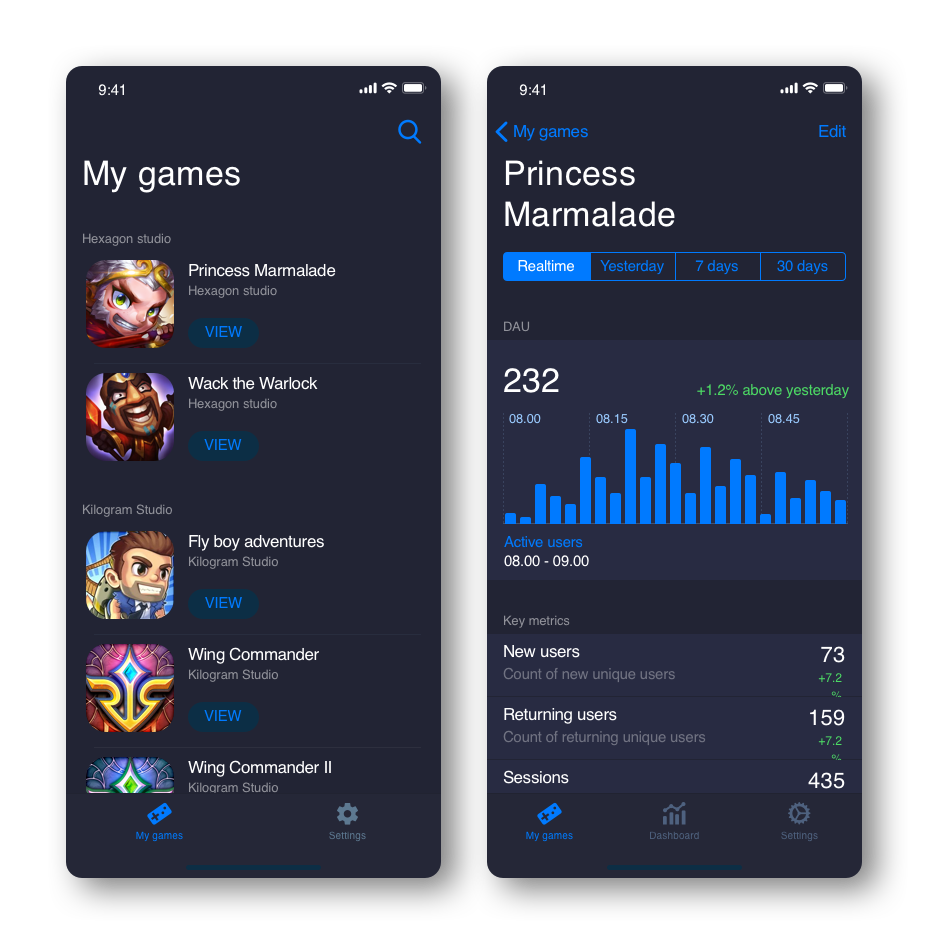 9:41
My games
Hexagon studio
Princess Marmalade
Hexagon studio
VIEW
Wack the Warlock
Hexagon studio
VIEW
Kilogram Studio
Fly boy adventures
Kilogram Studio
VIEW
Wing Commander
Kilogram Studio
VIEW
Wing Commander II
Kilogram Studio
My games
Settings
9:41
My games
Edit
Princess
Marmalade
Realtime Yesterday 7 days 30 days
DAU
232
+1.2% above yesterday
08.00 08.15 08.30 08.45
Active users
08.00 - 09.00
Key metrics
New users 73
Count of new unique users +7.2
%
Returning users 159
Count of returning unique users +7.2
%
Sessions 435
My games Dashboard Settings